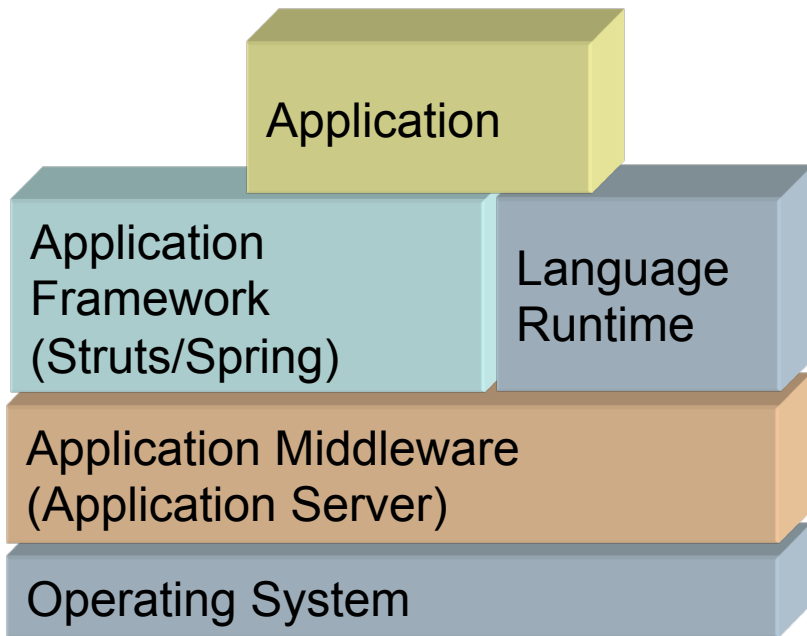 Application
Application
Framework
(Struts/Spring)
Language
Runtime
Application Middleware
(Application Server)
Operating System